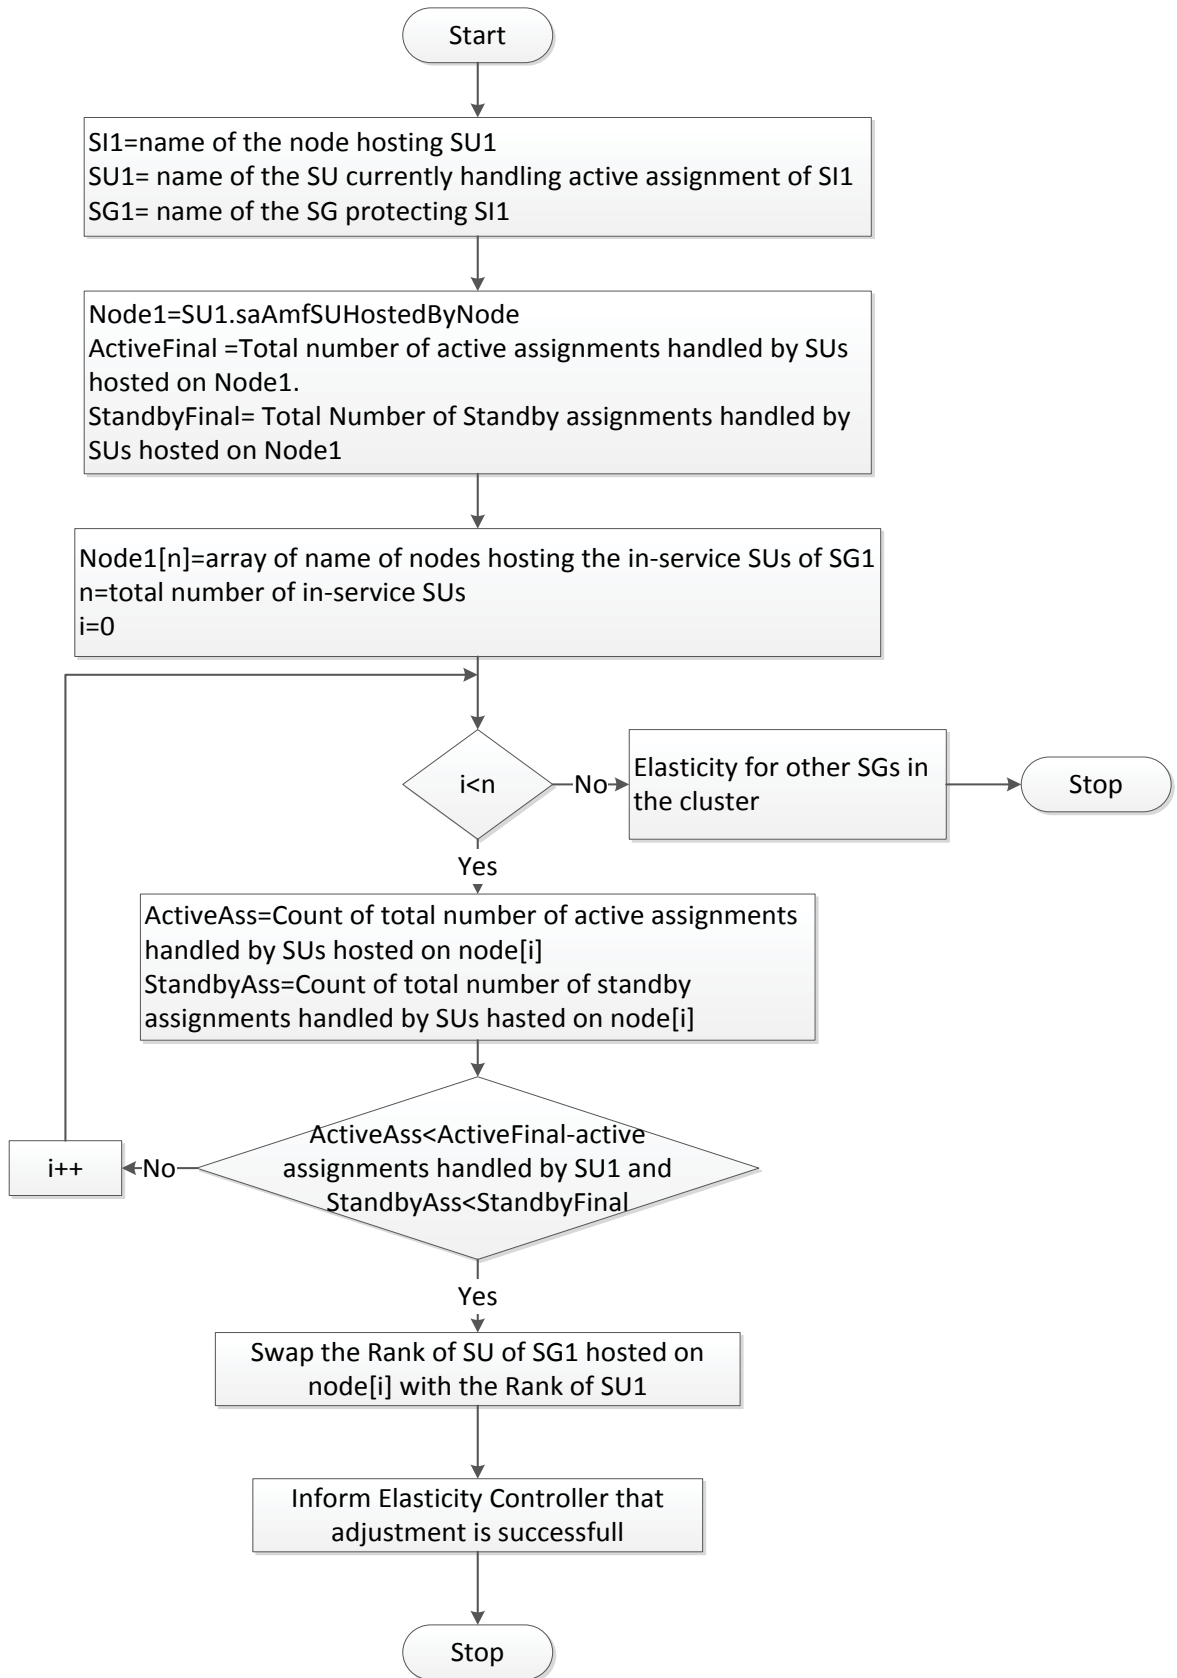 Start
SI1=name of the node hosting SU1
SU1= name of the SU currently handling active assignment of SI1
SG1= name of the SG protecting SI1
Node1=SU1.saAmfSUHostedByNode
ActiveFinal =Total number of active assignments handled by SUs
hosted on Node1.
StandbyFinal= Total Number of Standby assignments handled by
SUs hosted on Node1
Node1[n]=array of name of nodes hosting the in-service SUs of SG1
n=total number of in-service SUs
i=0
i<n
No
Elasticity for other SGs in
the cluster
Stop
Yes
ActiveAss=Count of total number of active assignments
handled by SUs hosted on node[i]
StandbyAss=Count of total number of standby
assignments handled by SUs hasted on node[i]
ActiveAss<ActiveFinal-active
assignments handled by SU1 and
StandbyAss<StandbyFinal
No
i++
Yes
Swap the Rank of SU of SG1 hosted on
node[i] with the Rank of SU1
Inform Elasticity Controller that
adjustment is successfull
Stop